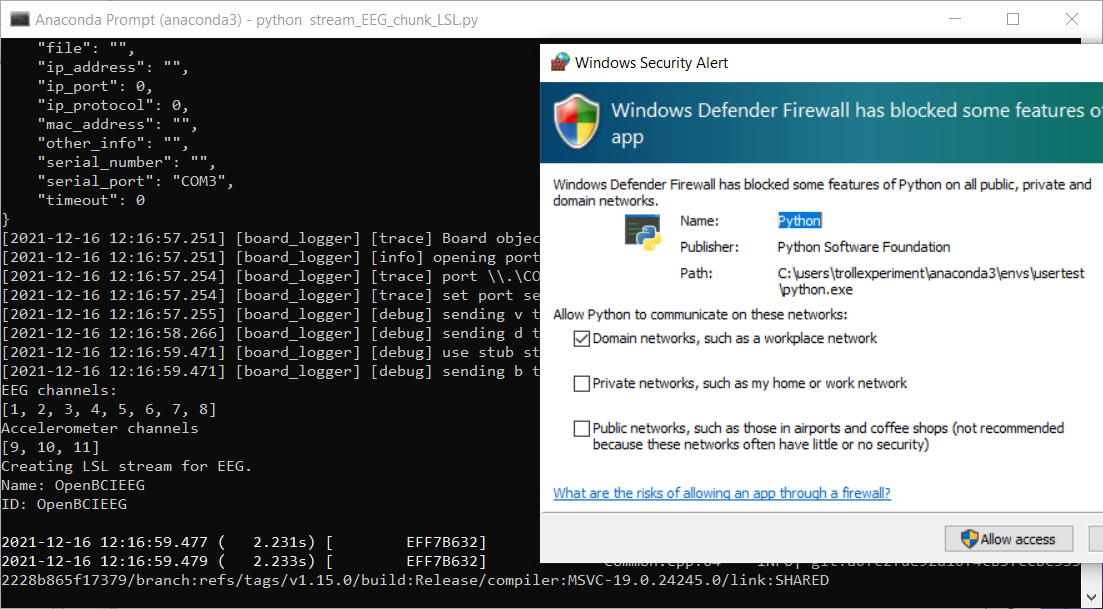 Anaconda Prompt (anaconda3) - python  stream_EEG_chunk_LSL.py
"file": "",
"ip_address": "",
"ip_port": 0,
"ip_protocol": 0,
"mac_address": "",
"other_info": "",
"serial_number": "",
"serial_port": "COM3",
"timeout": 0
}
[2021-12-16 12:16:57.251] [board_logger] [trace] Board objec
[2021-12-16 12:16:57.251] [board_logger] [info] opening port
[2021-12-16 12:16:57.254] [board_logger] [trace] port \\.\CO
[2021-12-16 12:16:57.254] [board_logger] [trace] set port se
[2021-12-16 12:16:57.255] [board_logger] [debug] sending v t
[2021-12-16 12:16:58.266] [board_logger] [debug] sending d t
[2021-12-16 12:16:59.471] [board_logger] [debug] use stub st
[2021-12-16 12:16:59.471] [board_logger] [debug] sending b t
EEG channels:
[1, 2, 3, 4, 5, 6, 7, 8]
Accelerometer channels
[9, 10, 11]
Creating LSL stream for EEG.
Name: OpenBCIEEG
ID: OpenBCIEEG
2021-12-16 12:16:59.477 (   2.231s) [        EFF7B632]
2021-12-16 12:16:59.479 (   2.233s) [        EFF7B632]
2228b865f17379/branch:refs/tags/v1.15.0/build:Release/compiler:MSVC-19.0.24245.0/link:SHARED
Windows Security Alert
Windows Defender Firewall has blocked some features o
app
Windows Defender Firewall has blocked some features of Python on all public, private and
domain networks.
Name: Python
Publisher: Python Software Foundation
Path: C:\users\trollexperiment\anaconda3\envs\usertest
\python.exe
Allow Python to communicate on these networks:
Domain networks, such as a workplace network
Private networks, such as my home or work network
Public networks, such as those in airports and coffee shops (not recommended
because these networks often have little or no security)
What are the risks of allowing an app through a firewall?
Allow access